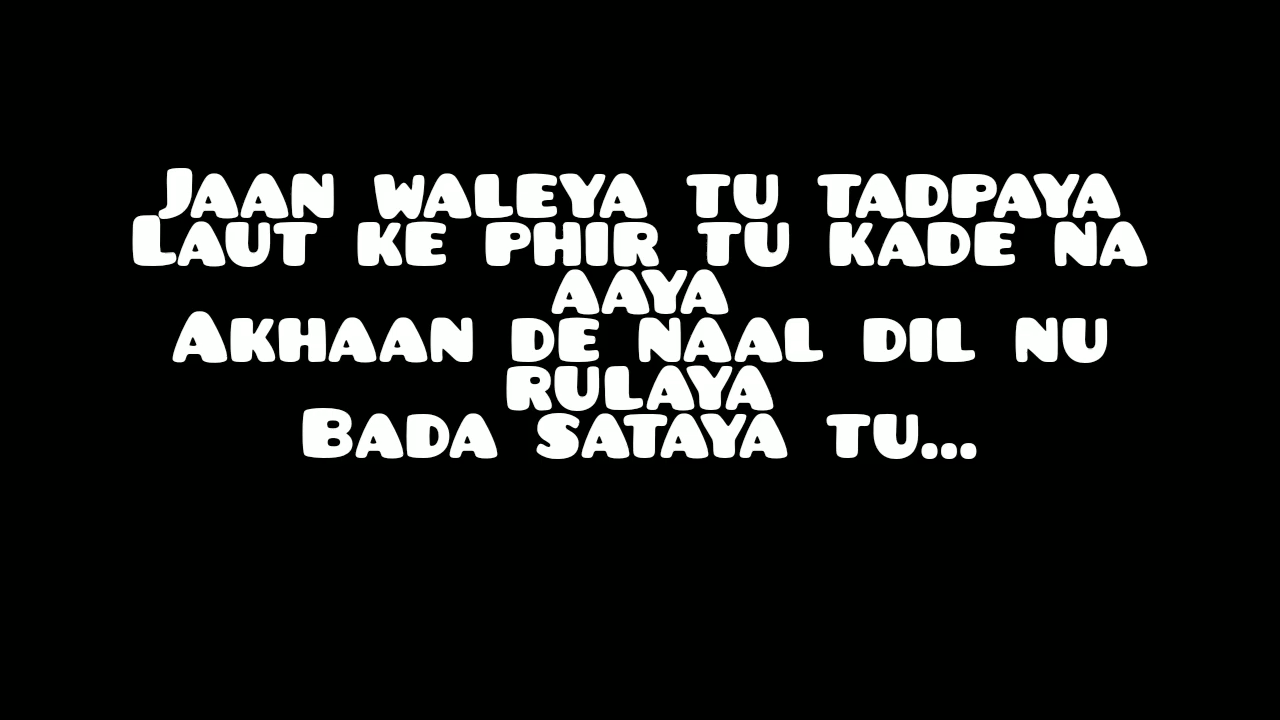 Jaan waleya tu tadpaya
Laut ke phir tu kade na
aaya
Akhaan de naal dil nu
rulaya
Bada sataya tu...